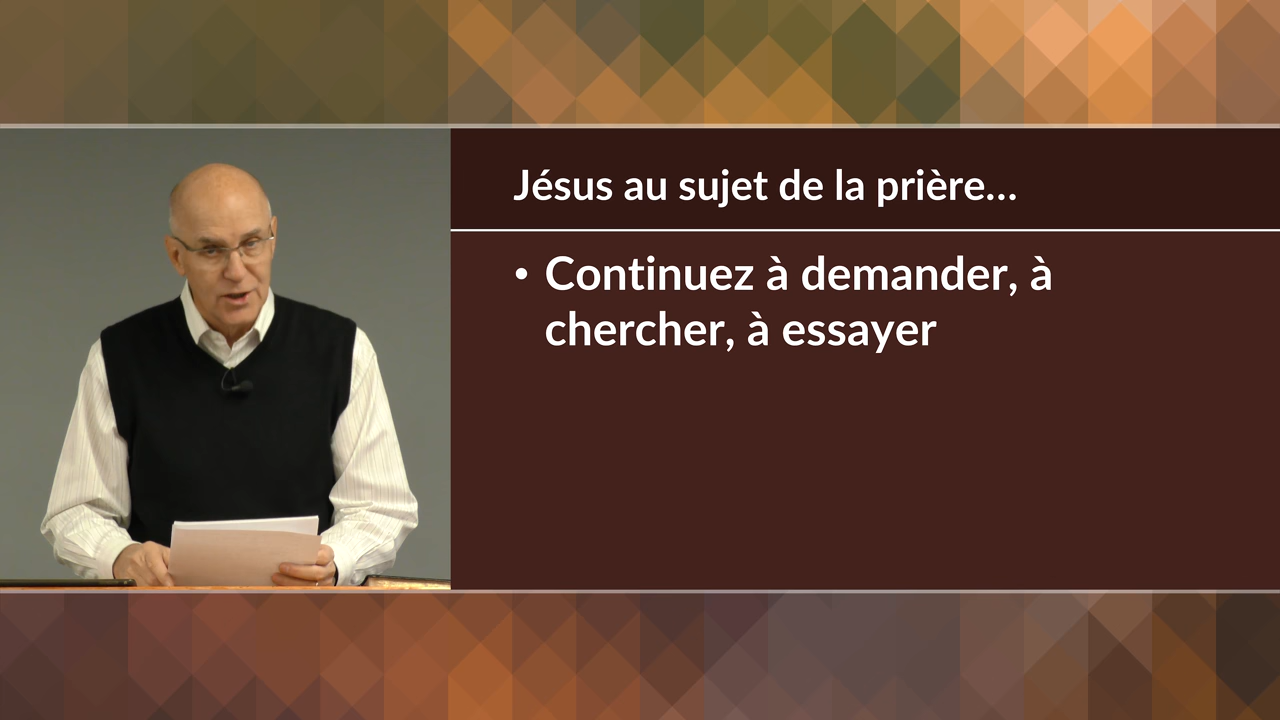 Jésus au sujet de la prière...
• Continuez à demander, à
chercher, à essayer